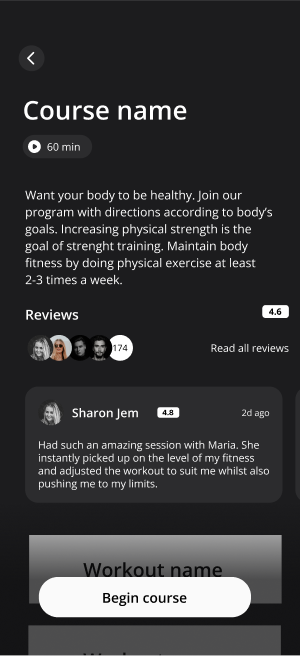 Course name
60 min
Want your body to be healthy. Join our
program with directions according to body's
goals. Increasing physical strength is the
goal of strenght training. Maintain body
fitness by doing physical exercise at least
2-3 times a week.
Reviews
4.6
174
Read all reviews
Sharon Jem
4.8
2d ago
Had such an amazing session with Maria. She
instantly picked up on the level of my fitness
and adjusted the workout to suit me whilst also
pushing me to my limits.
Workout name
Begin course